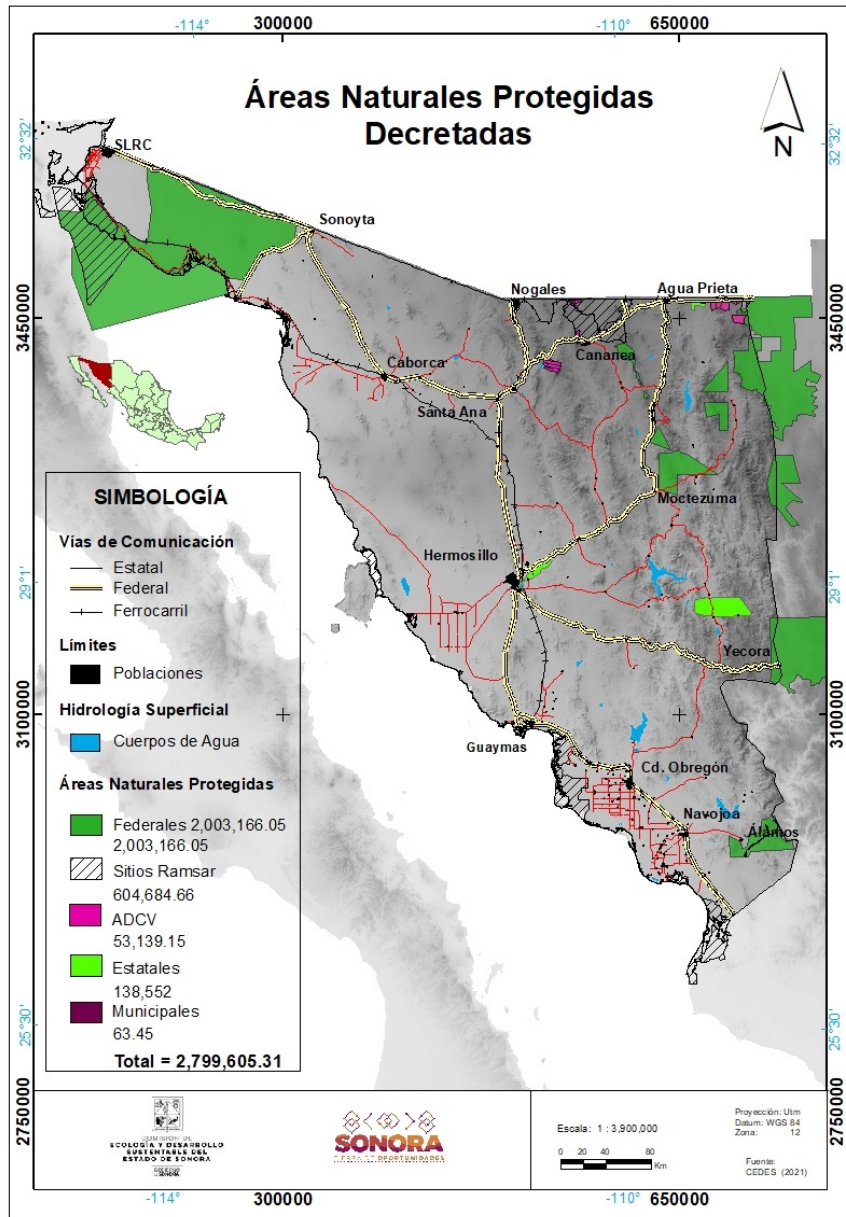 -114°
300000
-110°
650000
Áreas Naturales Protegidas
Decretadas
N
32°32'
32°32'
SLRC
Sonoyta
Nogales
Agua Prieta
3450000
3450000
Cananea
Caborca
Santa Ana
Moctezuma
SIMBOLOGÍA
Vías de Comunicación
Estatal
Federal
Ferrocarril
Límites
Poblaciones
Hidrología Superficial
Cuerpos de Agua
Áreas Naturales Protegidas
Federales 2,003,166.05
2,003,166.05
Sitios Ramsar
604,684.66
ADCV
53,139.15
Estatales
138,552
Municipales
63.45
Total = 2,799,605.31
Hermosillo
29°1'
29°1'
Yecora
3100000
3100000
Guaymas
Cd. Obregón
Navojoa
Álamos
25°30'
25°30'
2750000
2750000
COMISIÓN DE
ECOLOGÍA Y DESARROLLO
SUSTENTABLE DEL
ESTADO DE SONORA
SONORA
TIERRA DE OPORTUNIDADES
Escala: 1 : 3,900,000
0 20 40 60 80
Km
Proyección: Utm
Datum: WGS 84
Zona: 12
Fuente:
CEDES (2021)
-114°
300000
-110°
650000